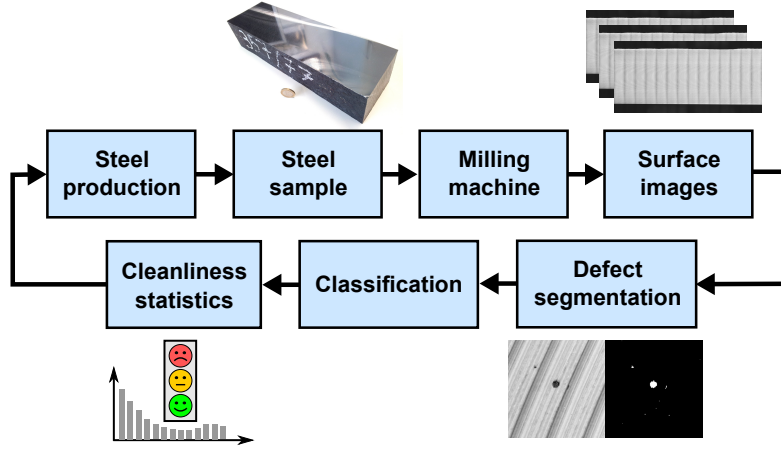 Steel
production
Steel
sample
Milling
machine
Surface
images
Cleanliness
statistics
Classification
Defect
segmentation